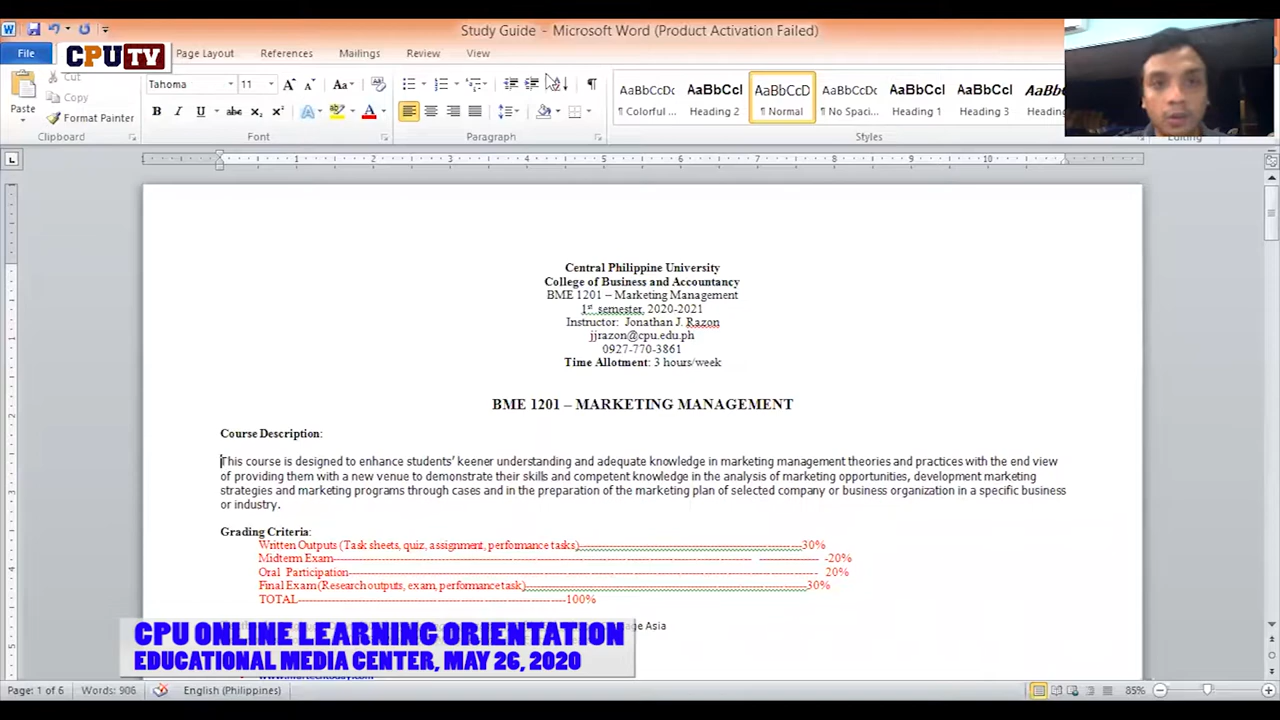 Study Guide - Microsoft Word (Product Activation Failed)
File
CPUTV
Page Layout
References
Mailings
Review
View
Cut
Copy
Paste
Format Painter
Clipboard
Tahoma
11
Font
Paragraph
AaBbCcDc
AaBbCcI
AaBbCcD
AaBbCcDc
AaBbCcI
AaBbCcI
¶ Colorful ...
Heading 2
¶ Normal
¶ No Spaci...
Heading 1
Heading 3
Styles
Editing
Central Philippine University
College of Business and Accountancy
BME 1201 – Marketing Management
1st semester, 2020-2021
Instructor: Jonathan J. Razon
jjrazon@cpu.edu.ph
0927-770-3861
Time Allotment: 3 hours/week
BME 1201 – MARKETING MANAGEMENT
Course Description:
This course is designed to enhance students' keener understanding and adequate knowledge in marketing management theories and practices with the end view
of providing them with a new venue to demonstrate their skills and competent knowledge in the analysis of marketing opportunities, development marketing
strategies and marketing programs through cases and in the preparation of the marketing plan of selected company or business organization in a specific business
or industry.
Grading Criteria:
Written Outputs (Task sheets, quiz, assignment, performance tasks)---30%
Midterm Exam--- -20%
Oral Participation--- 20%
Final Exam (Research outputs, exam, performance task)---30%
TOTAL---100%
Asia
CPU ONLINE LEARNING ORIENTATION
EDUCATIONAL MEDIA CENTER, MAY 26, 2020
Page: 1 of 6
Words: 906
English (Philippines)
85%